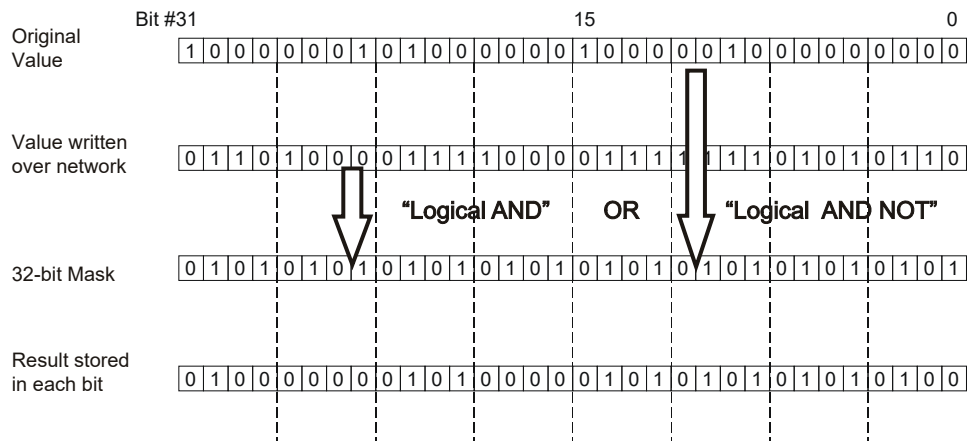 Bit #31 15 0
Original
Value
1 0 0 0 0 0 0 1 0 1 0 0 0 0 0 0 1 0 0 0 0 0 1 0 0 0 0 0 0 0 0 0
Value written
over network
0 1 1 0 1 0 0 0 0 1 1 1 1 0 0 0 0 1 1 1 1 1 1 1 0 1 0 1 0 1 1 0
“Logical AND” OR “Logical AND NOT”
32-bit Mask
0 1 0 1 0 1 0 1 0 1 0 1 0 1 0 1 0 1 0 1 0 1 0 1 0 1 0 1 0 1 0 1
Result stored
in each bit
0 1 0 0 0 0 0 0 0 1 0 1 0 0 0 0 0 1 0 1 0 1 0 1 0 1 0 1 0 1 0 0